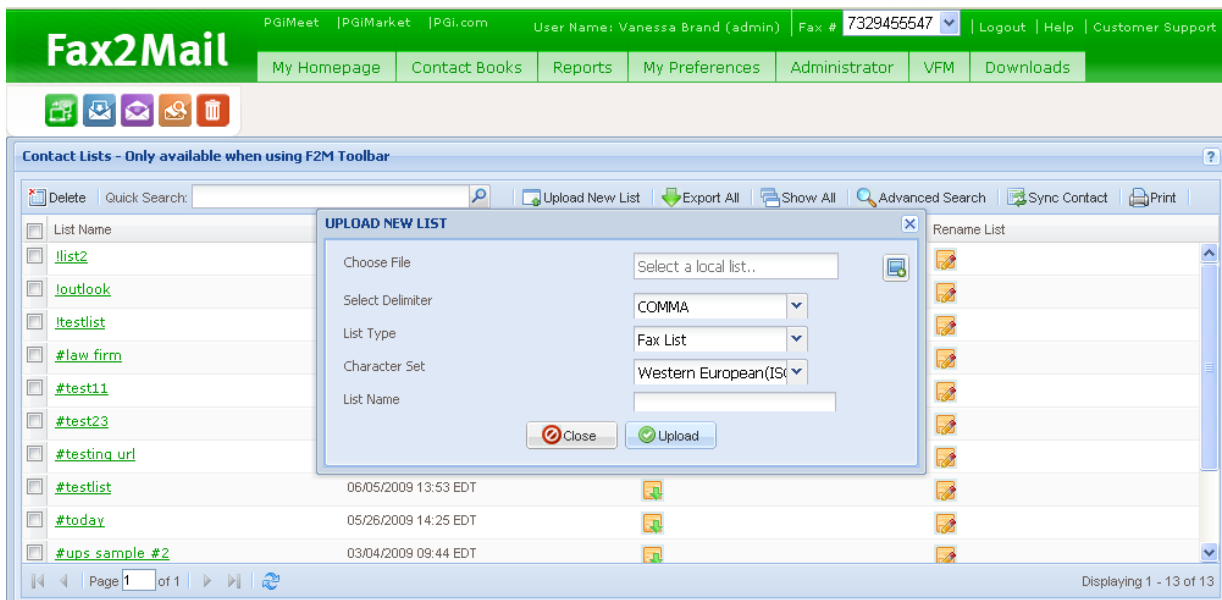 PGiMeet | PGiMarket | PGi.com User Name: Vanessa Brand (admin) Fax # 7329455547 | Logout | Help | Customer Support
Fax2Mail
My Homepage Contact Books Reports My Preferences Administrator VFM Downloads
Contact Lists - Only available when using F2M Toolbar ?
Delete Quick Search: Upload New List Export All Show All Advanced Search Sync Contact Print
List Name Rename List
UPLOAD NEW LIST
Choose File Select a local list..
Select Delimiter COMMA
List Type Fax List
Character Set Western European(IS
List Name
Close Upload
!list2
!outlook
!testlist
#law firm
#test11
#test23
#testing url
#testlist 06/05/2009 13:53 EDT
#today 05/26/2009 14:25 EDT
#ups sample #2 03/04/2009 09:44 EDT
Page 1 of 1 Displaying 1 - 13 of 13